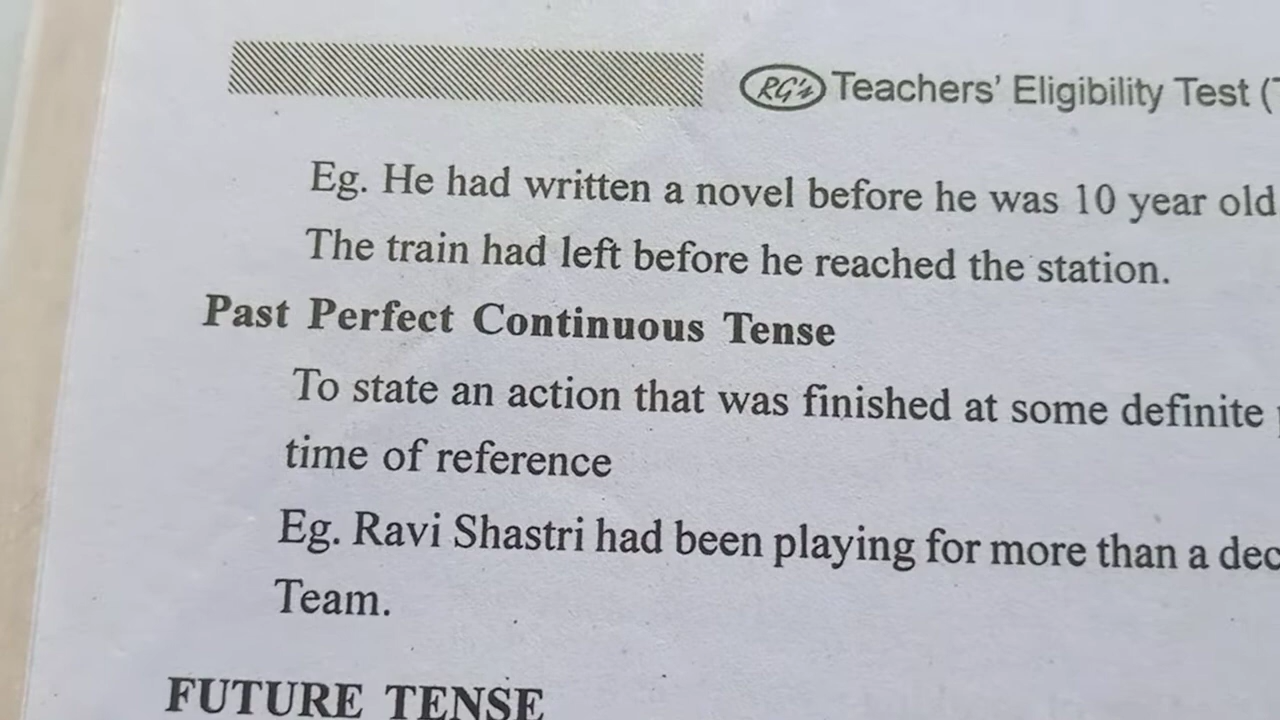 RG's Teachers' Eligibility Test (
Eg. He had written a novel before he was 10 year old
The train had left before he reached the station.
Past Perfect Continuous Tense
To state an action that was finished at some definite
time of reference
Eg. Ravi Shastri had been playing for more than a dec
Team.
FUTURE TENSE